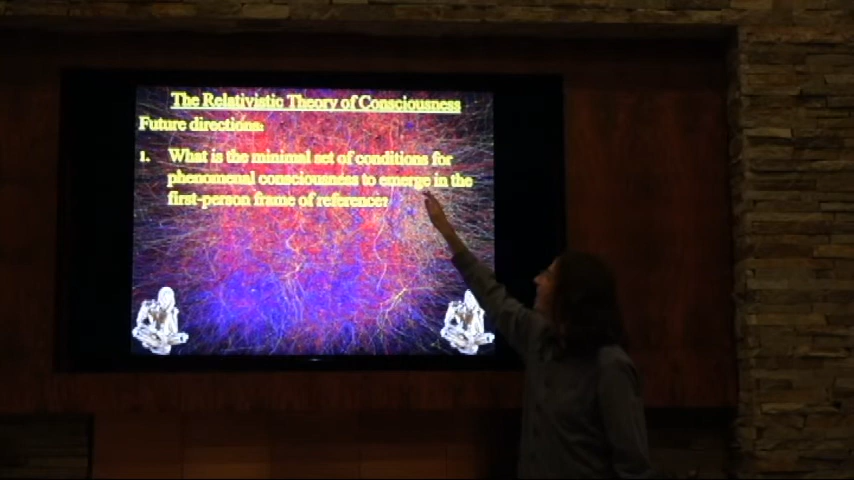 The Relativistic Theory of Consciousness
Future directions:
1. What is the minimal set of conditions for
phenomenal consciousness to emerge in the
first-person frame of reference?